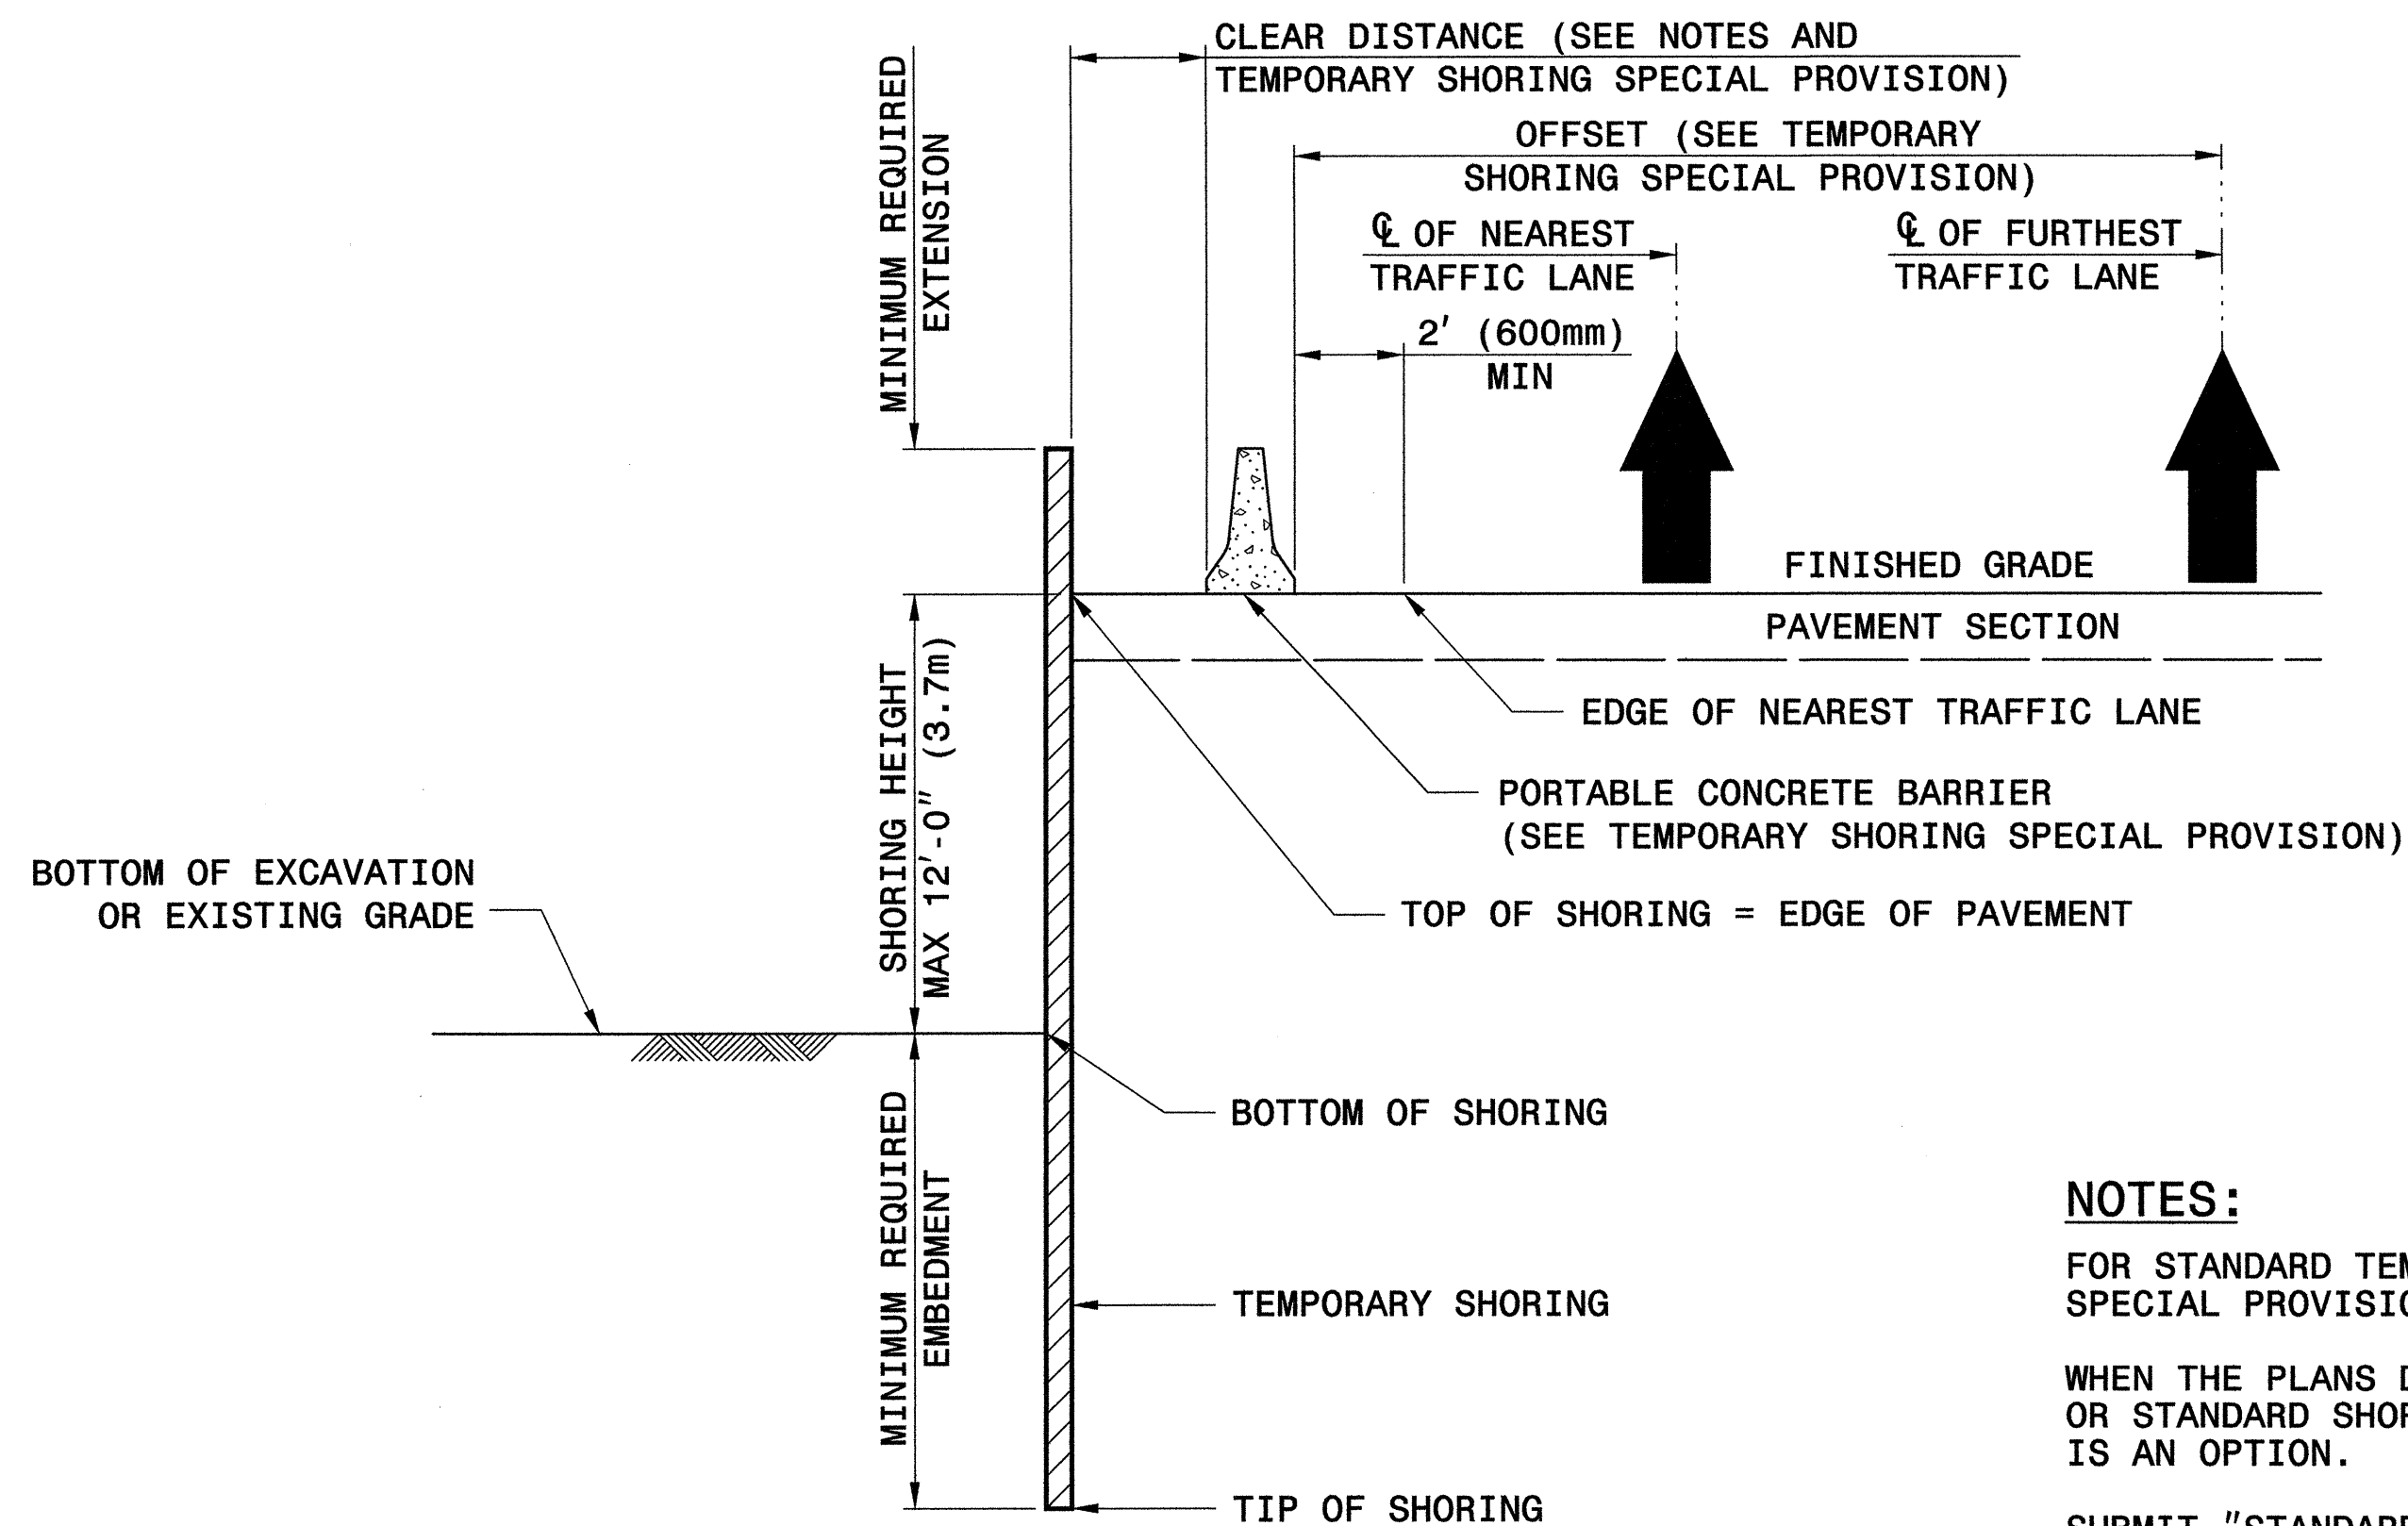 CLEAR DISTANCE (SEE NOTES AND
TEMPORARY SHORING SPECIAL PROVISION)
OFFSET (SEE TEMPORARY
SHORING SPECIAL PROVISION)
℄ OF NEAREST
TRAFFIC LANE
℄ OF FURTHEST
TRAFFIC LANE
2' (600mm)
MIN
MINIMUM REQUIRED
EXTENSION
FINISHED GRADE
PAVEMENT SECTION
EDGE OF NEAREST TRAFFIC LANE
PORTABLE CONCRETE BARRIER
(SEE TEMPORARY SHORING SPECIAL PROVISION)
TOP OF SHORING = EDGE OF PAVEMENT
SHORING HEIGHT
MAX 12'-0" (3.7m)
BOTTOM OF EXCAVATION
OR EXISTING GRADE
BOTTOM OF SHORING
MINIMUM REQUIRED
EMBEDMENT
TEMPORARY SHORING
TIP OF SHORING
NOTES:
FOR STANDARD
SPECIAL
WHEN THE PLANS
OR STANDARD
IS AN OPTION.